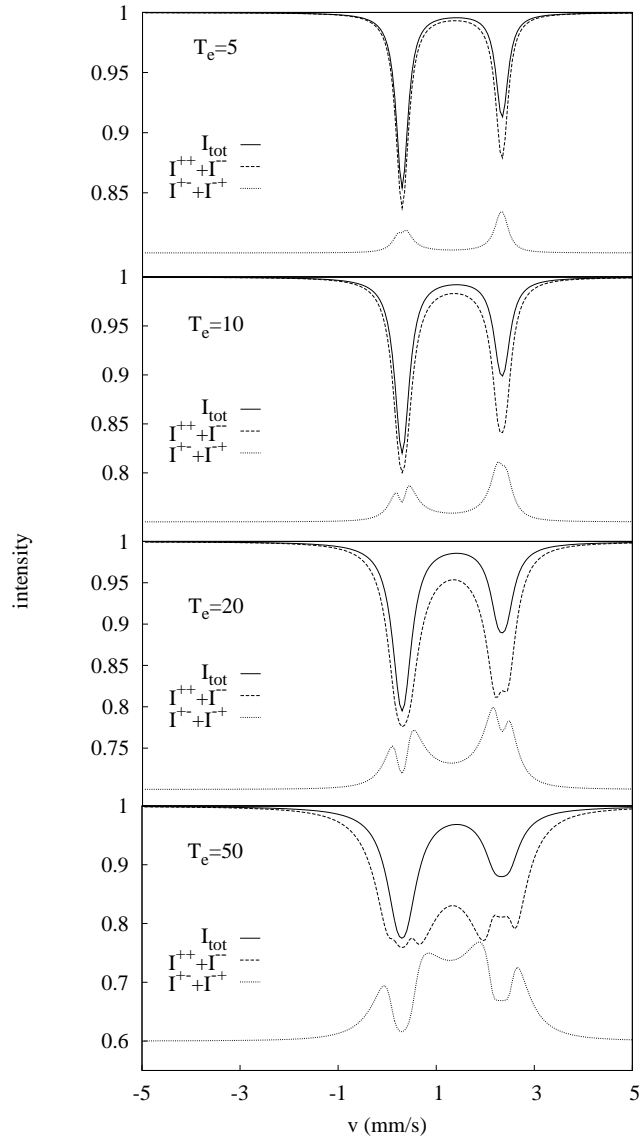 1
0.95
0.9
0.85
T_e=5
I_tot
I^{++}+I^{--}
I^{+-}+I^{-+}
1
0.95
0.9
0.85
0.8
T_e=10
I_tot
I^{++}+I^{--}
I^{+-}+I^{-+}
intensity
1
0.95
0.9
0.85
0.8
0.75
T_e=20
I_tot
I^{++}+I^{--}
I^{+-}+I^{-+}
1
0.9
0.8
0.7
0.6
T_e=50
I_tot
I^{++}+I^{--}
I^{+-}+I^{-+}
-5 -3 -1 1 3 5
v (mm/s)